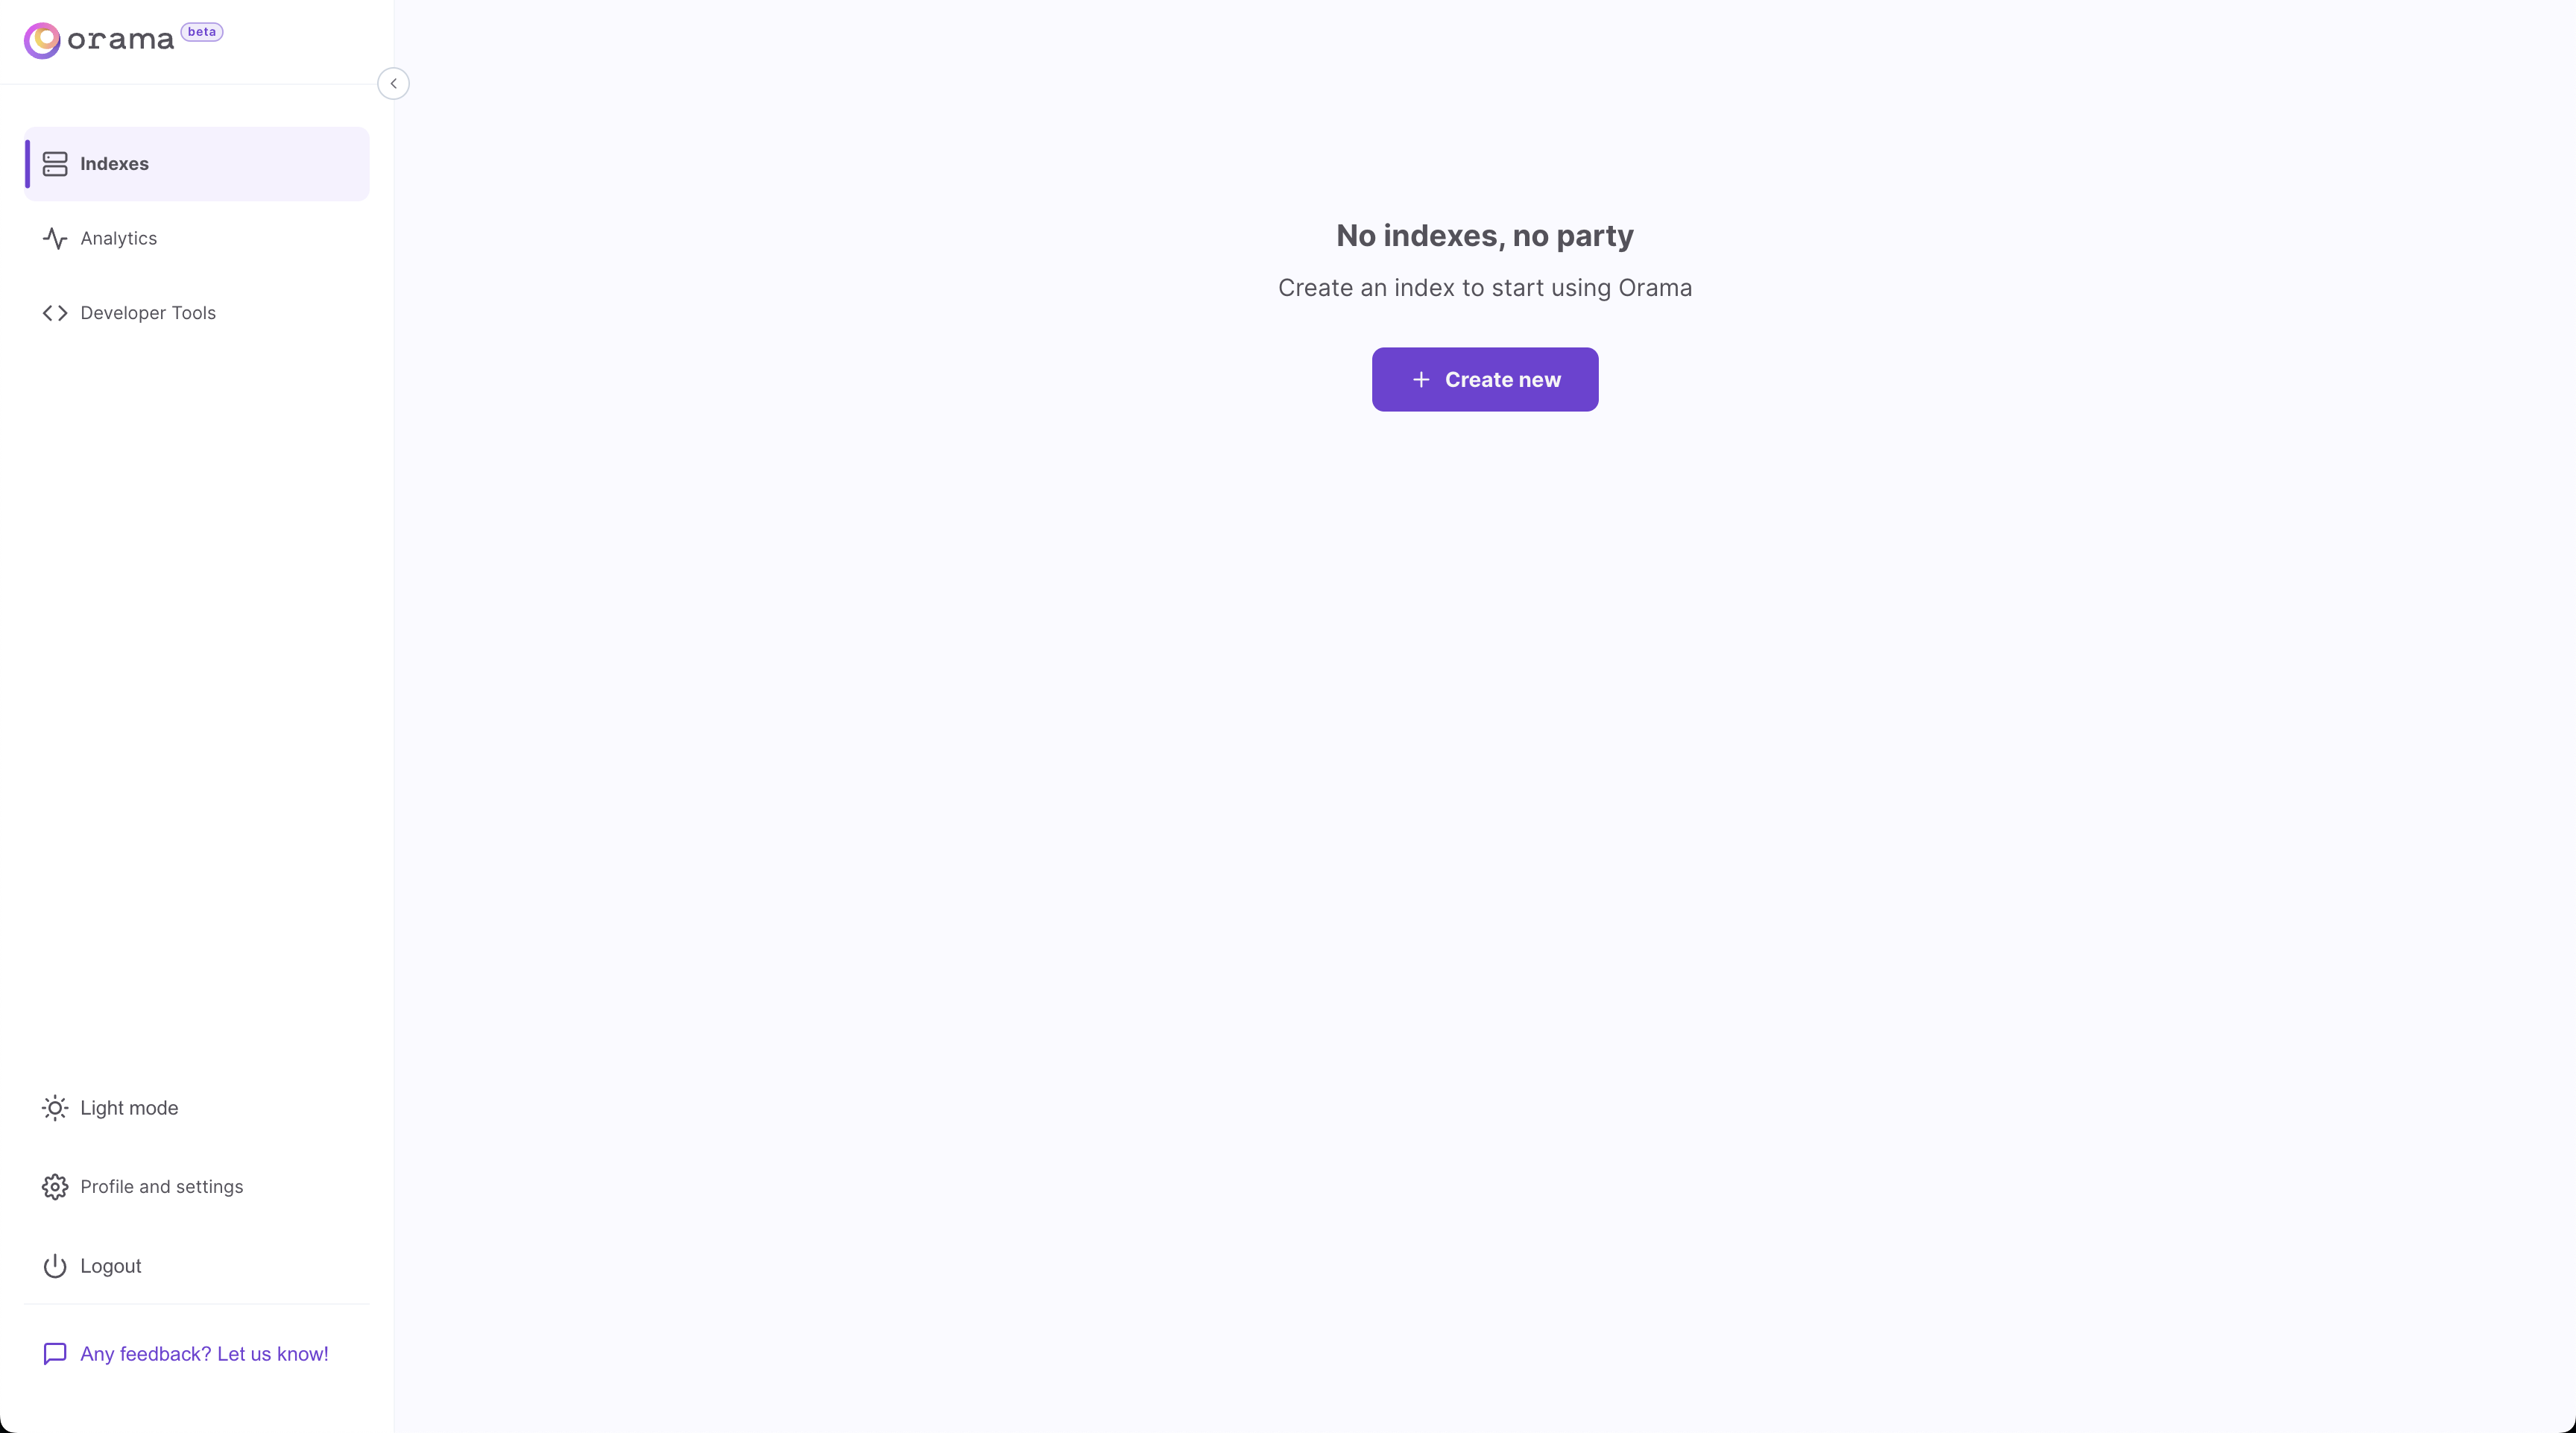 orama beta
Indexes
Analytics
Developer Tools
No indexes, no party
Create an index to start using Orama
Create new
Light mode
Profile and settings
Logout
Any feedback? Let us know!